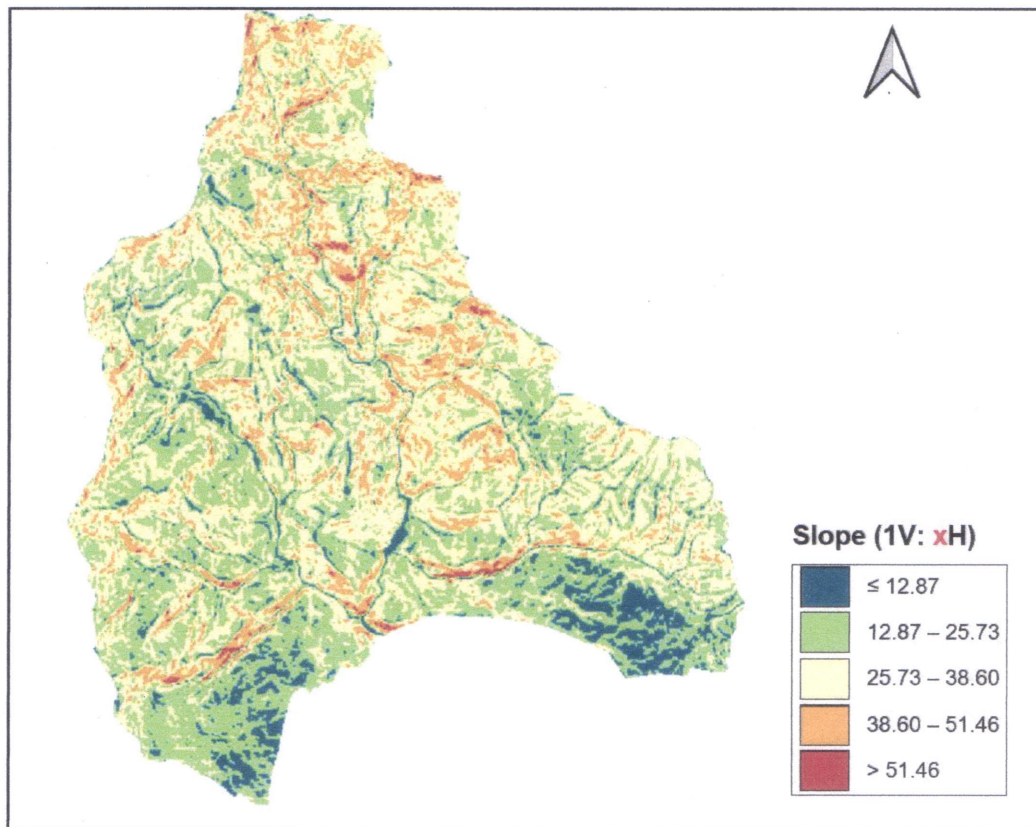 Slope (1V: xH)
≤ 12.87
12.87 – 25.73
25.73 – 38.60
38.60 – 51.46
> 51.46